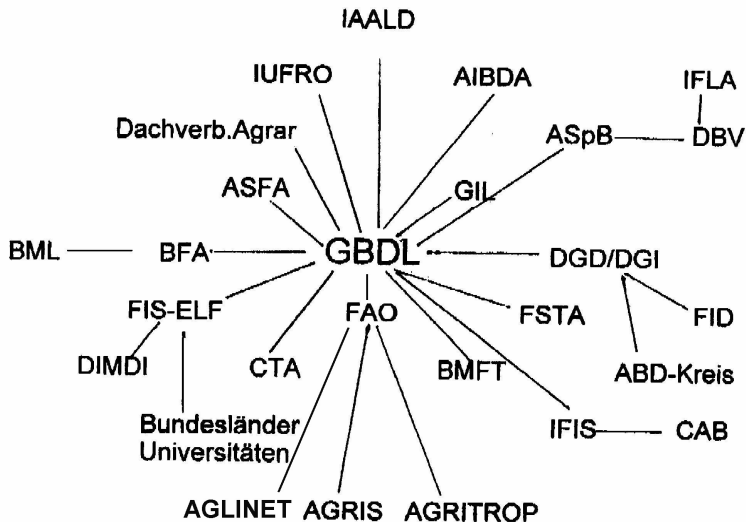 IAALD
IUFRO
AIBDA
IFLA
Dachverb.Agrar
ASpB
DBV
ASFA
GIL
BML
BFA
GBDL
DGD/DGI
FIS-ELF
FAO
FSTA
FID
DIMDI
CTA
BMFT
ABD-Kreis
Bundesländer
Universitäten
IFIS
CAB
AGLINET
AGRIS
AGRITROP